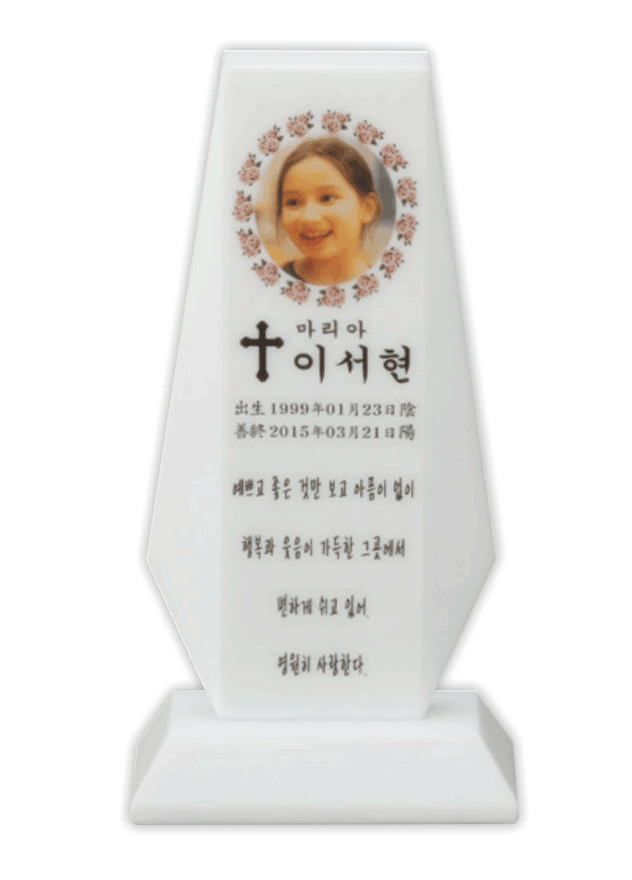 마리아
이서현
出生 1999年01月23日 陰
善終 2015年03月21日 陽
예쁘고 좋은 것만 보고 아픔이 없이
행복과 웃음이 가득한 그곳에서
편하게 쉬고 있어.
영원히 사랑한다.